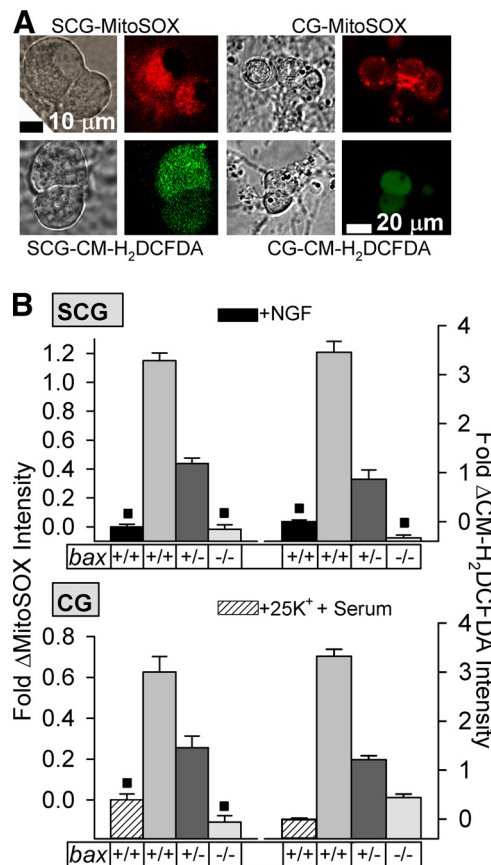 A
SCG-MitoSOX
CG-MitoSOX
10 μm
20 μm
SCG-CM-H₂DCFDA
CG-CM-H₂DCFDA
B
SCG
+NGF
Fold ΔMitoSOX Intensity
Fold ΔCM-H₂DCFDA Intensity
1.2
1.0
0.8
0.6
0.4
0.2
0.0
4
3
2
1
0
bax +/+ +/+ +/- -/- +/+ +/+ +/- -/-
CG
+25K⁺ + Serum
0.8
0.6
0.4
0.2
0.0
4
3
2
1
0
bax +/+ +/+ +/- -/- +/+ +/+ +/- -/-